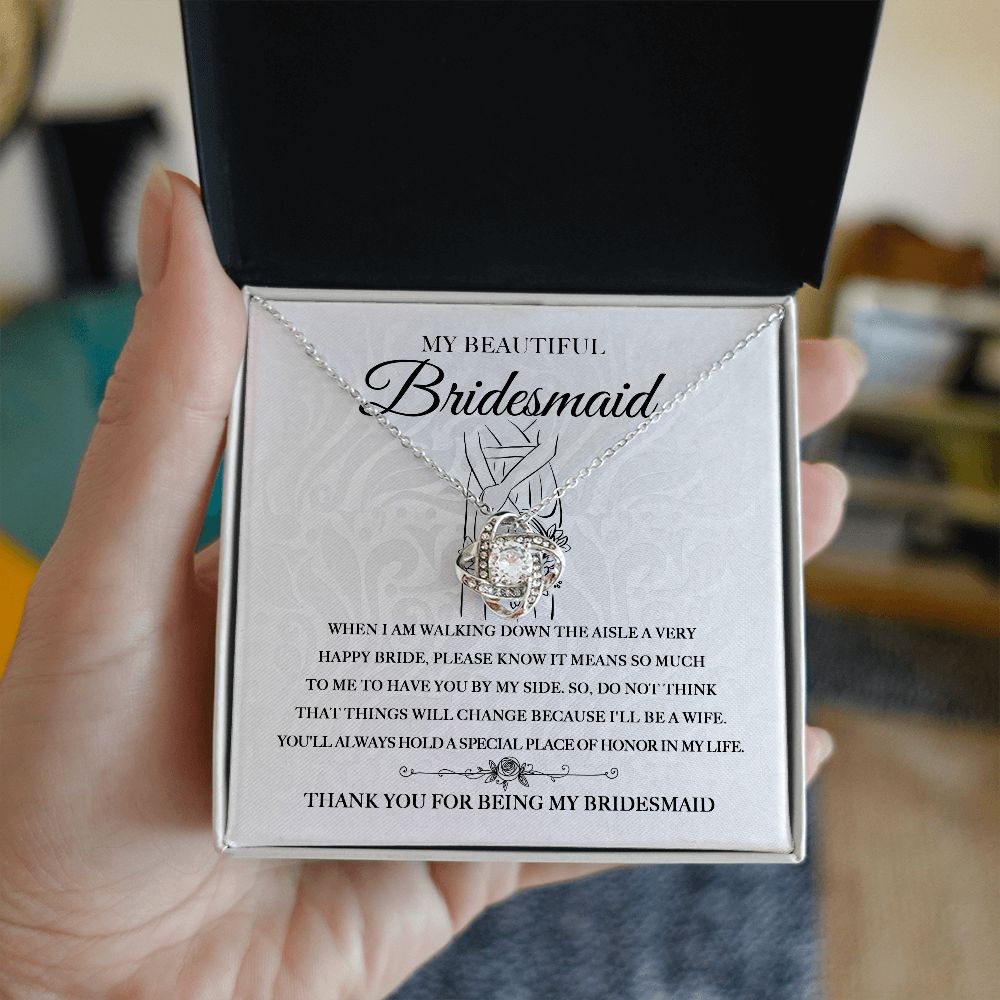 MY BEAUTIFUL
Bridesmaid
WHEN I AM WALKING DOWN THE AISLE A VERY
HAPPY BRIDE, PLEASE KNOW IT MEANS SO MUCH
TO ME TO HAVE YOU BY MY SIDE. SO, DO NOT THINK
THAT THINGS WILL CHANGE BECAUSE I'LL BE A WIFE.
YOU'LL ALWAYS HOLD A SPECIAL PLACE OF HONOR IN MY LIFE.
THANK YOU FOR BEING MY BRIDESMAID